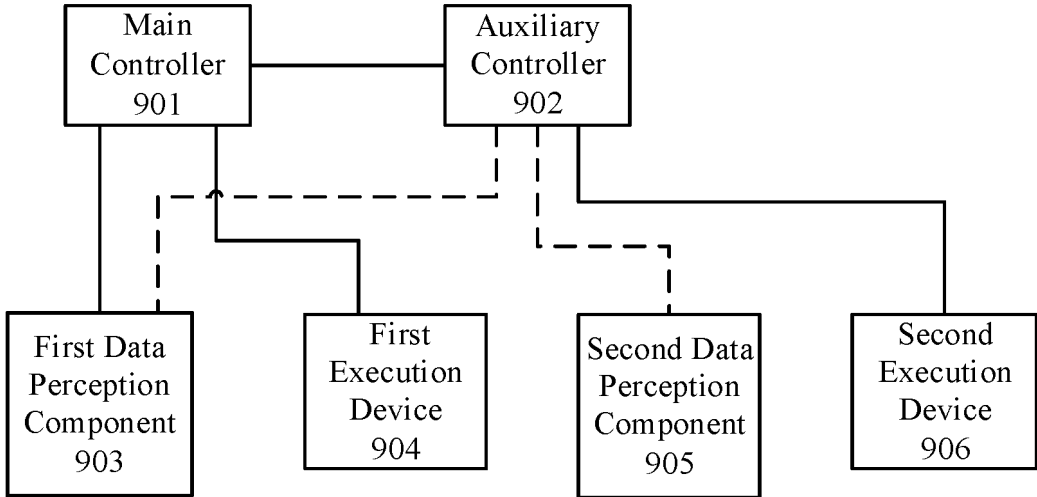 Main
Controller
901
Auxiliary
Controller
902
First Data
Perception
Component
903
First
Execution
Device
904
Second Data
Perception
Component
905
Second
Execution
Device
906